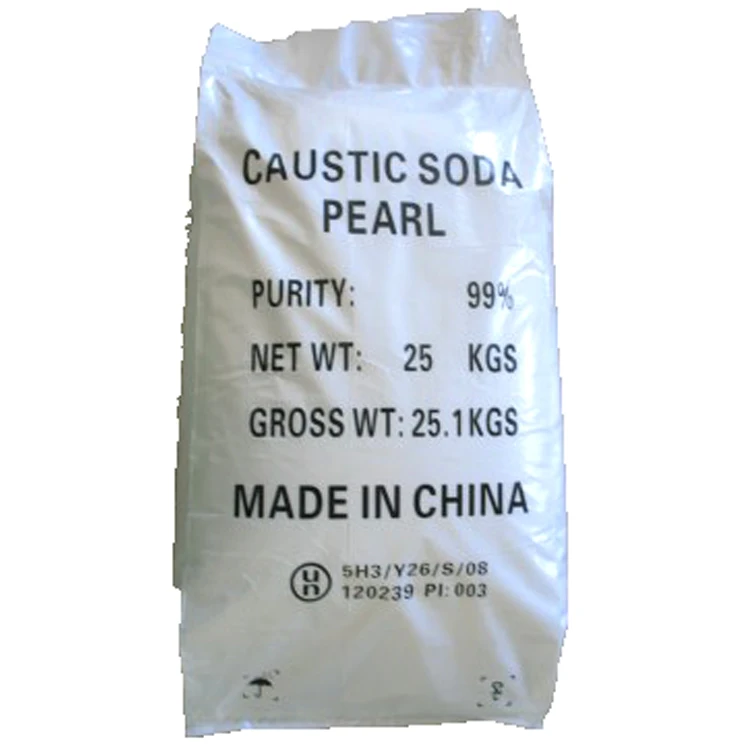 CAUSTIC SODA
PEARL
PURITY: 99%
NET WT: 25 KGS
GROSS WT: 25.1KGS
MADE IN CHINA
un 5H3/Y26/S/08
120239 PI: 003